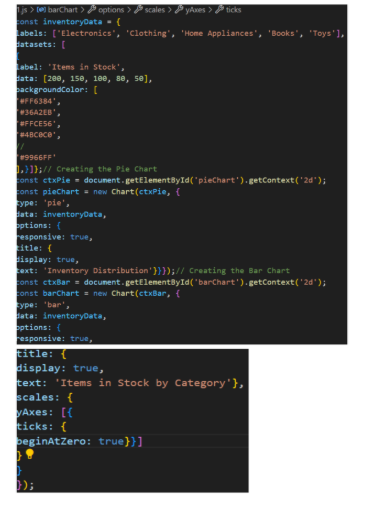 1.js > barChart > options > scales > yAxes > ticks
const inventoryData = {
labels: ['Electronics', 'Clothing', 'Home Appliances', 'Books', 'Toys'],
datasets: [
{
label: 'Items in Stock',
data: [200, 150, 100, 80, 50],
backgroundColor: [
'#FF6384',
'#36A2EB',
'#FFCE56',
'#4BC0C0',
//
'#9966FF'
],}]};// Creating the Pie Chart
const ctxPie = document.getElementById('pieChart').getContext('2d');
const pieChart = new Chart(ctxPie, {
type: 'pie',
data: inventoryData,
options: {
responsive: true,
title: {
display: true,
text: 'Inventory Distribution'}}});// Creating the Bar Chart
const ctxBar = document.getElementById('barChart').getContext('2d');
const barChart = new Chart(ctxBar, {
type: 'bar',
data: inventoryData,
options: {
responsive: true,
title: {
display: true,
text: 'Items in Stock by Category'},
scales: {
yAxes: [{
ticks: {
beginAtZero: true}}]
}
}
});